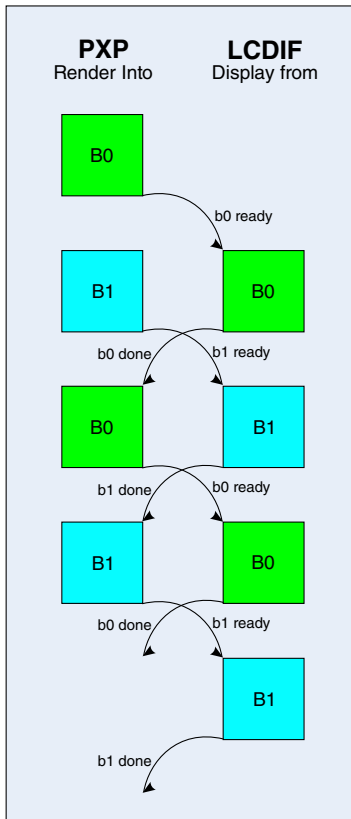 PXP LCDIF
Render Into Display from
B0
b0 ready
B1 B0
b0 done b1 ready
B0 B1
b1 done b0 ready
B1 B0
b0 done b1 ready
B1
b1 done